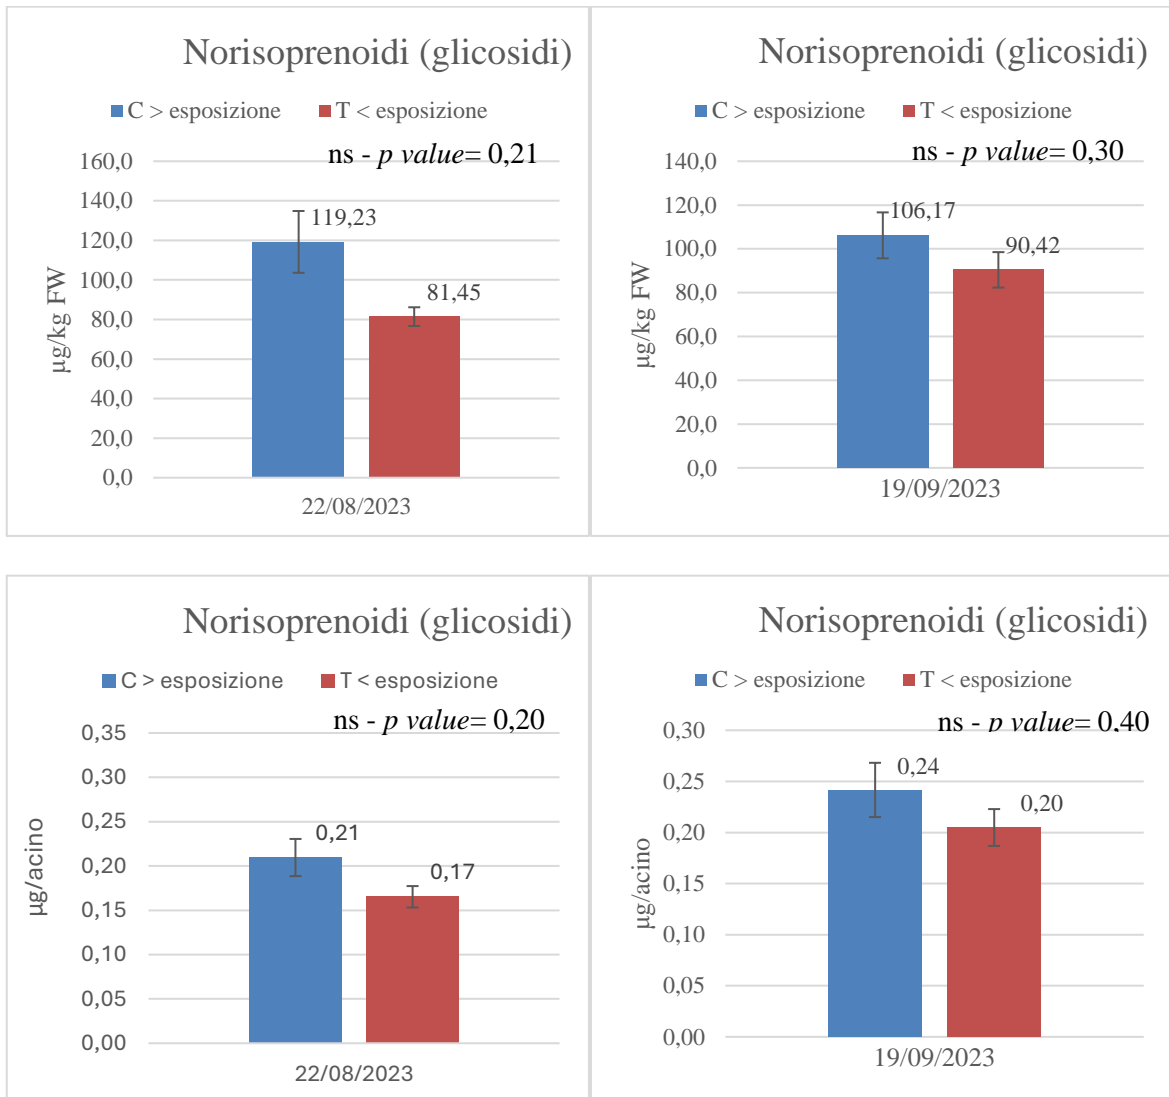 Norisoprenoidi (glicosidi)
C > esposizione T < esposizione
ns - p value= 0,21
160,0
140,0
120,0
100,0
80,0
60,0
40,0
20,0
0,0
µg/kg FW
119,23
81,45
22/08/2023
Norisoprenoidi (glicosidi)
C > esposizione T < esposizione
ns - p value= 0,30
140,0
120,0
100,0
80,0
60,0
40,0
20,0
0,0
µg/kg FW
106,17
90,42
19/09/2023
Norisoprenoidi (glicosidi)
C > esposizione T < esposizione
ns - p value= 0,20
0,35
0,30
0,25
0,20
0,15
0,10
0,05
0,00
µg/acino
0,21
0,17
22/08/2023
Norisoprenoidi (glicosidi)
C > esposizione T < esposizione
ns - p value= 0,40
0,30
0,25
0,20
0,15
0,10
0,05
0,00
µg/acino
0,24
0,20
19/09/2023